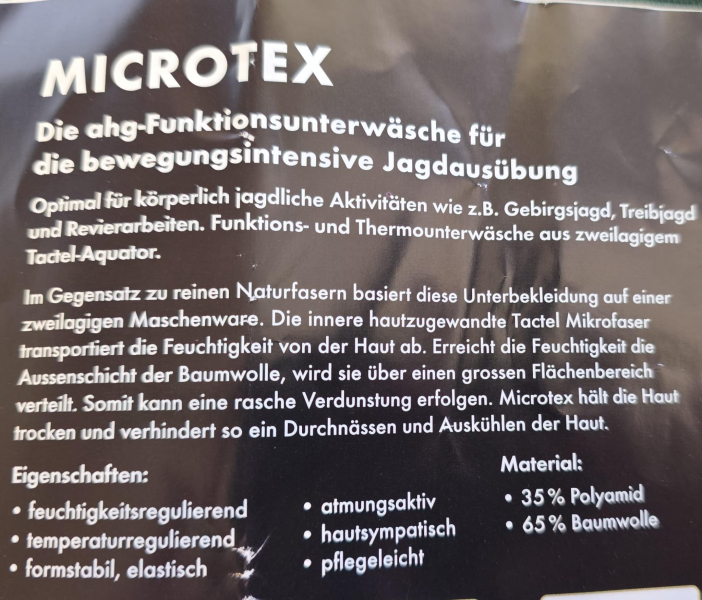 MICROTEX
Die ahg-Funktionsunterwäsche für
die bewegungsintensive Jagdausübung
Optimal für körperlich jagdliche Aktivitäten wie z.B. Gebirgsjagd, Treibjagd
und Revierarbeiten. Funktions- und Thermounterwäsche aus zweilagigem
Tactel-Aquator.
Im Gegensatz zu reinen Naturfasern basiert diese Unterbekleidung auf einer
zweilagigen Maschenware. Die innere hautzugewandte Tactel Mikrofaser
transportiert die Feuchtigkeit von der Haut ab. Erreicht die Feuchtigkeit die
Aussenschicht der Baumwolle, wird sie über einen grossen Flächenbereich
verteilt. Somit kann eine rasche Verdunstung erfolgen. Microtex hält die Haut
trocken und verhindert so ein Durchnässen und Auskühlen der Haut.
Eigenschaften:
• feuchtigkeitsregulierend
• temperaturregulierend
• formstabil, elastisch
• atmungsaktiv
• hautsympatisch
• pflegeleicht
Material:
• 35% Polyamid
• 65% Baumwolle